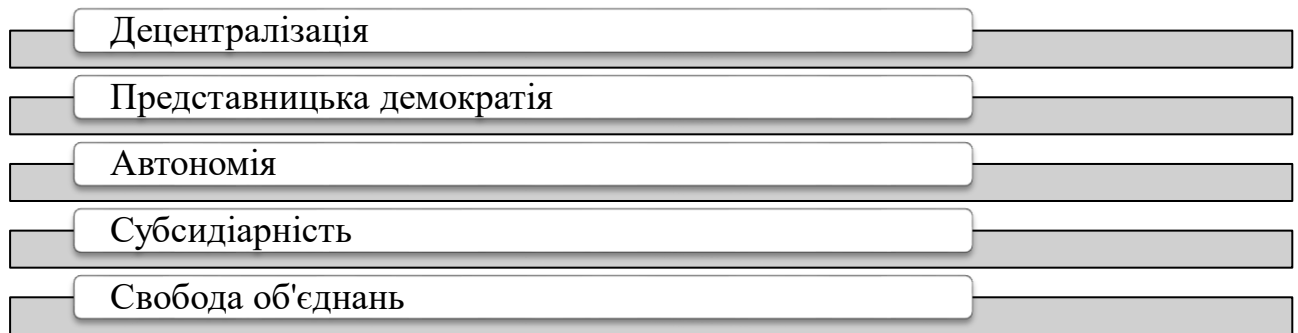 Децентралізація
Представницька демократія
Автономія
Субсидіарність
Свобода об'єднань